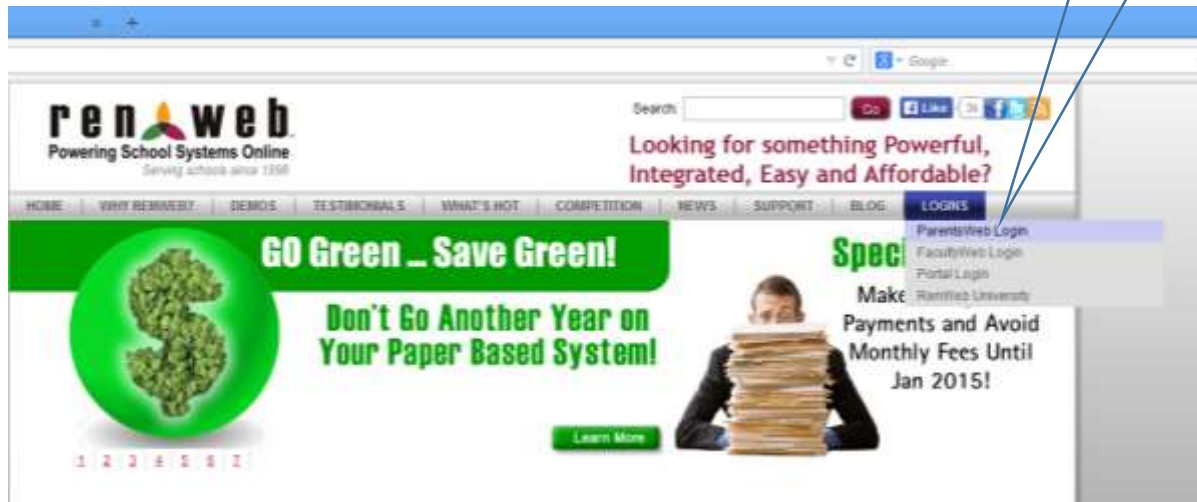 Google
renweb
Powering School Systems Online
Serving schools since 1998
Search:
Go
Like
Looking for something Powerful,
Integrated, Easy and Affordable?
HOME | WHY RENWEB? | DEMOS | TESTIMONIALS | WHAT'S HOT | COMPETITION | NEWS | SUPPORT | BLOG LOGINS
ParentsWeb Login
FacultyWeb Login
Portal Login
RenWeb University
GO Green ... Save Green!
Don't Go Another Year on
Your Paper Based System!
Learn More
Make
Payments and Avoid
Monthly Fees Until
Jan 2015!
1 2 3 4 5 6 7